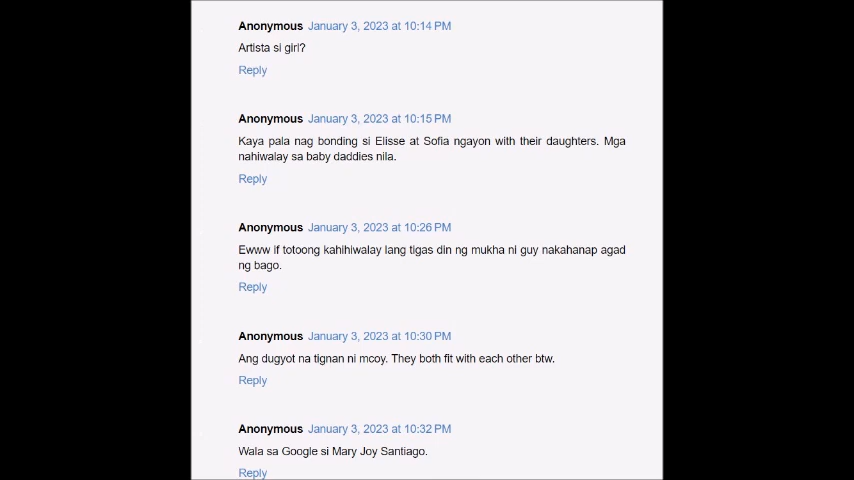 Anonymous January 3, 2023 at 10:14 PM
Artista si girl?
Reply
Anonymous January 3, 2023 at 10:15 PM
Kaya pala nag bonding si Elisse at Sofia ngayon with their daughters. Mga
nahiwalay sa baby daddies nila.
Reply
Anonymous January 3, 2023 at 10:26 PM
Ewww if totoong kahihiwalay lang tigas din ng mukha ni guy nakahanap agad
ng bago.
Reply
Anonymous January 3, 2023 at 10:30 PM
Ang dugyot na tignan ni mcoy. They both fit with each other btw.
Reply
Anonymous January 3, 2023 at 10:32 PM
Wala sa Google si Mary Joy Santiago.
Reply